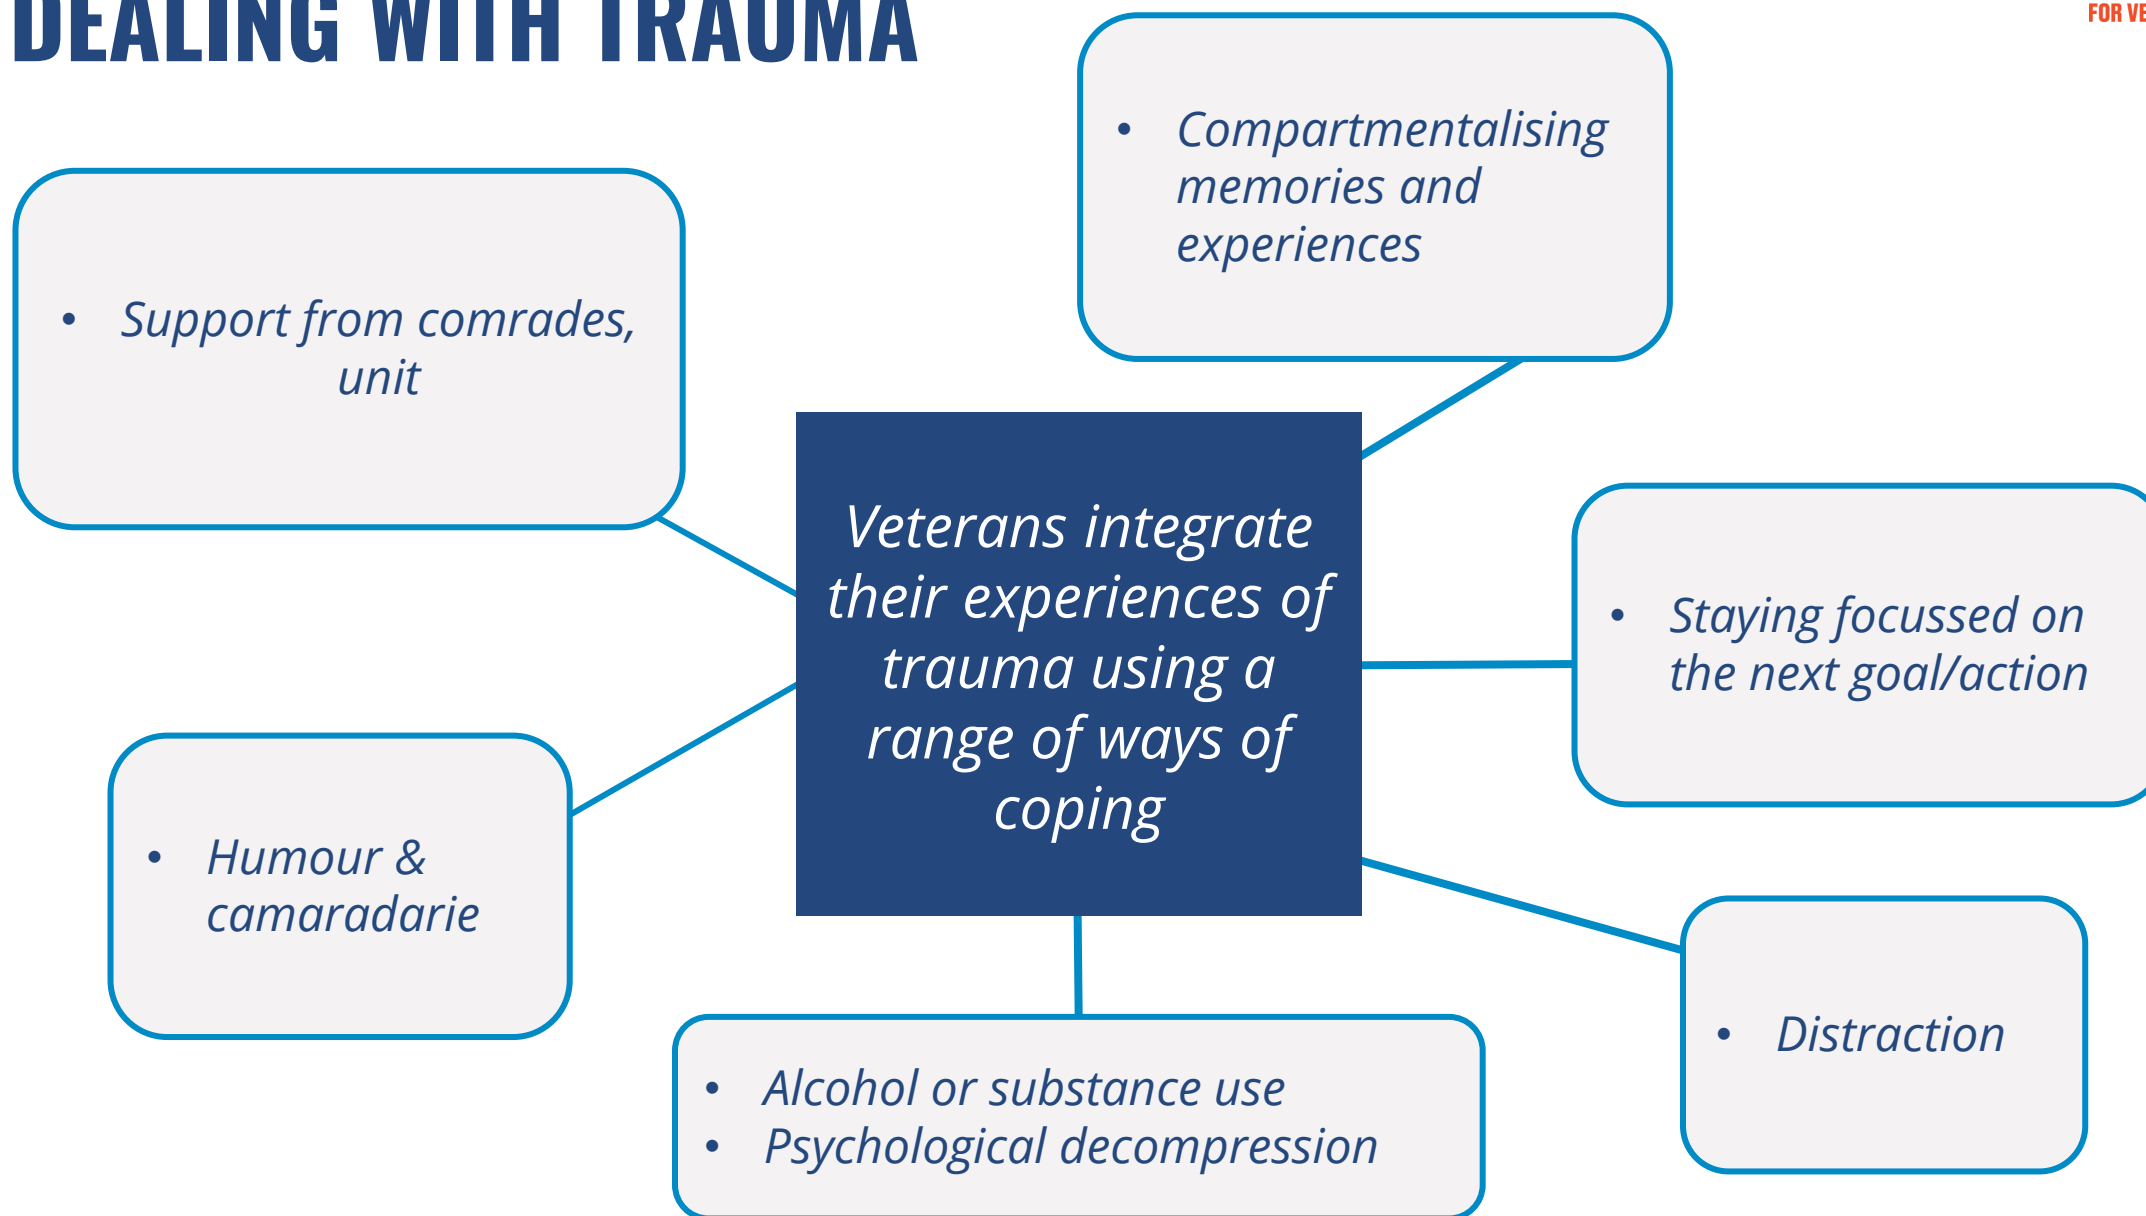 DEALING WITH TRAUMA
FOR VE
• Compartmentalising
memories and
experiences
• Support from comrades,
unit
Veterans integrate
their experiences of
trauma using a
range of ways of
coping
• Staying focussed on
the next goal/action
• Humour &
camaradarie
• Distraction
• Alcohol or substance use
• Psychological decompression